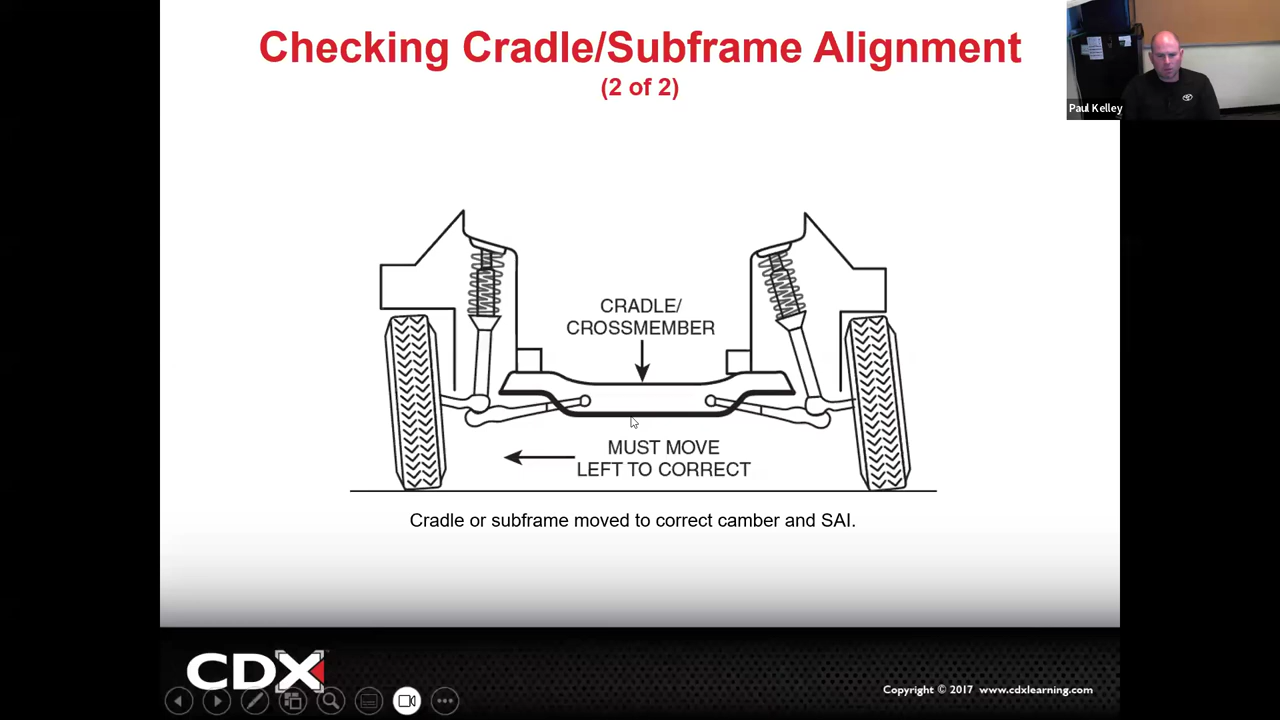 Checking Cradle/Subframe Alignment
(2 of 2)
Paul Kelley
CRADLE/
CROSSMEMBER
MUST MOVE
LEFT TO CORRECT
Cradle or subframe moved to correct camber and SAI.
CDX
Copyright © 2017 www.cdxlearning.com